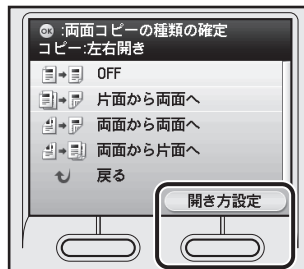 OK :両面コピーの種類の確定
コピー:左右開き
OFF
片面から両面へ
両面から両面へ
両面から片面へ
戻る
開き方設定